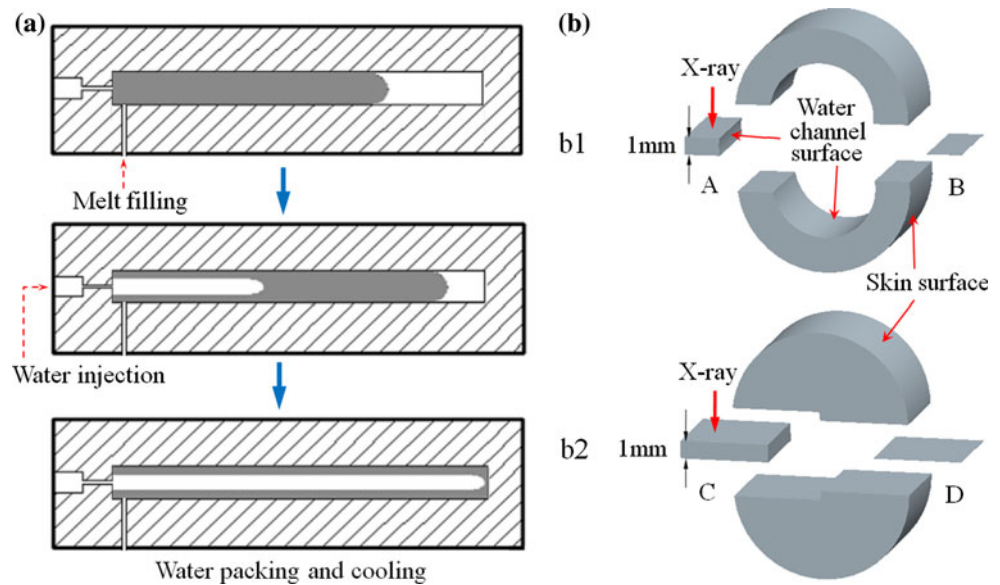 (a)
Melt filling
Water injection
Water packing and cooling
(b)
X-ray
Water
channel
surface
b1
1mm
A
B
Skin surface
X-ray
b2
1mm
C
D